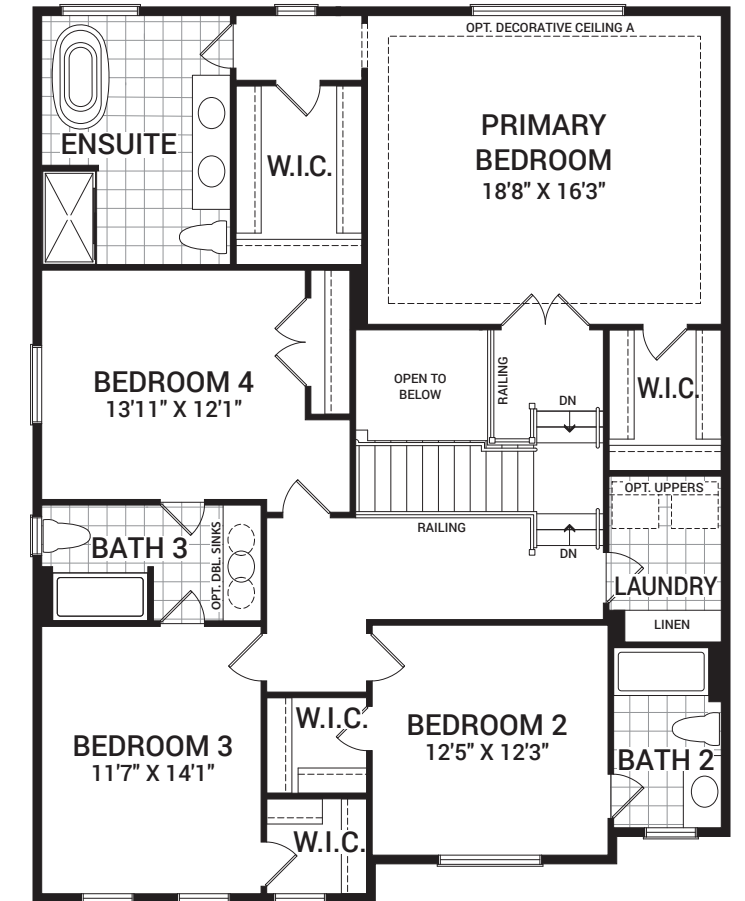 OPT. DECORATIVE CEILING A
ENSUITE
W.I.C.
PRIMARY
BEDROOM
18'8" X 16'3"
BEDROOM 4
13'11" X 12'1"
OPEN TO
BELOW
RAILING
DN
W.I.C.
OPT. UPPERS
RAILING
DN
BATH 3
OPT. DBL. SINKS
LAUNDRY
LINEN
W.I.C.
BEDROOM 3
11'7" X 14'1"
BEDROOM 2
12'5" X 12'3"
BATH 2
W.I.C.